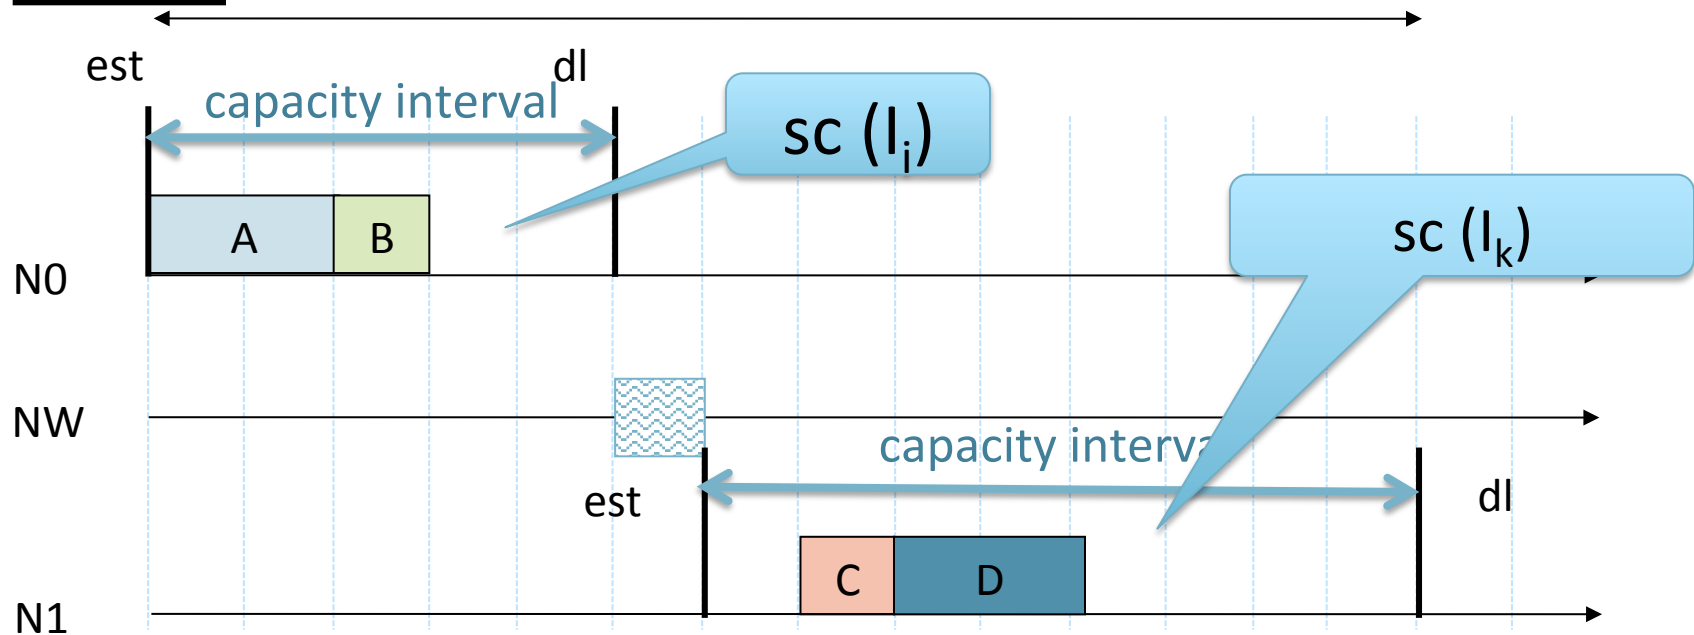 est
dl
capacity interval
sc (Ii)
sc (Ik)
A
B
N0
NW
capacity interva
est
dl
C
D
N1